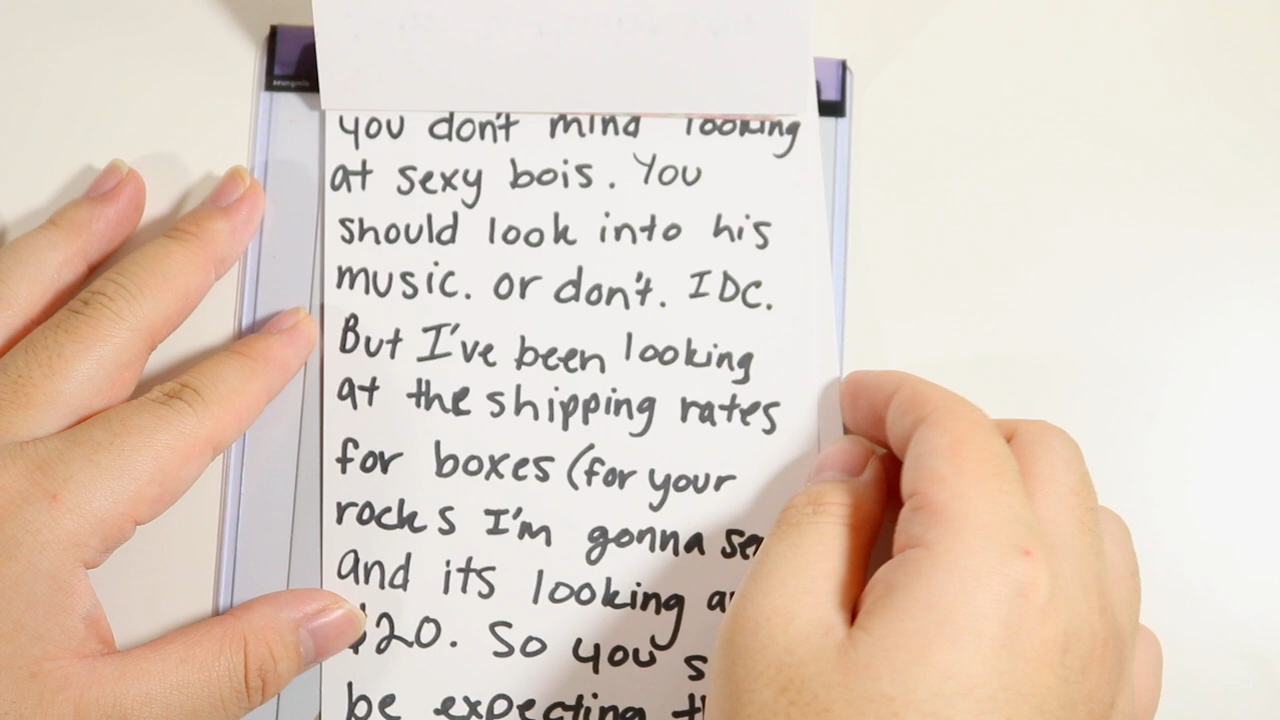 you don't mind looking
at sexy bois. You
should look into his
music. or don't. IDC.
But I've been looking
at the shipping rates
for boxes (for your
rocks I'm gonna
and its looking
$20. So you
be expecting